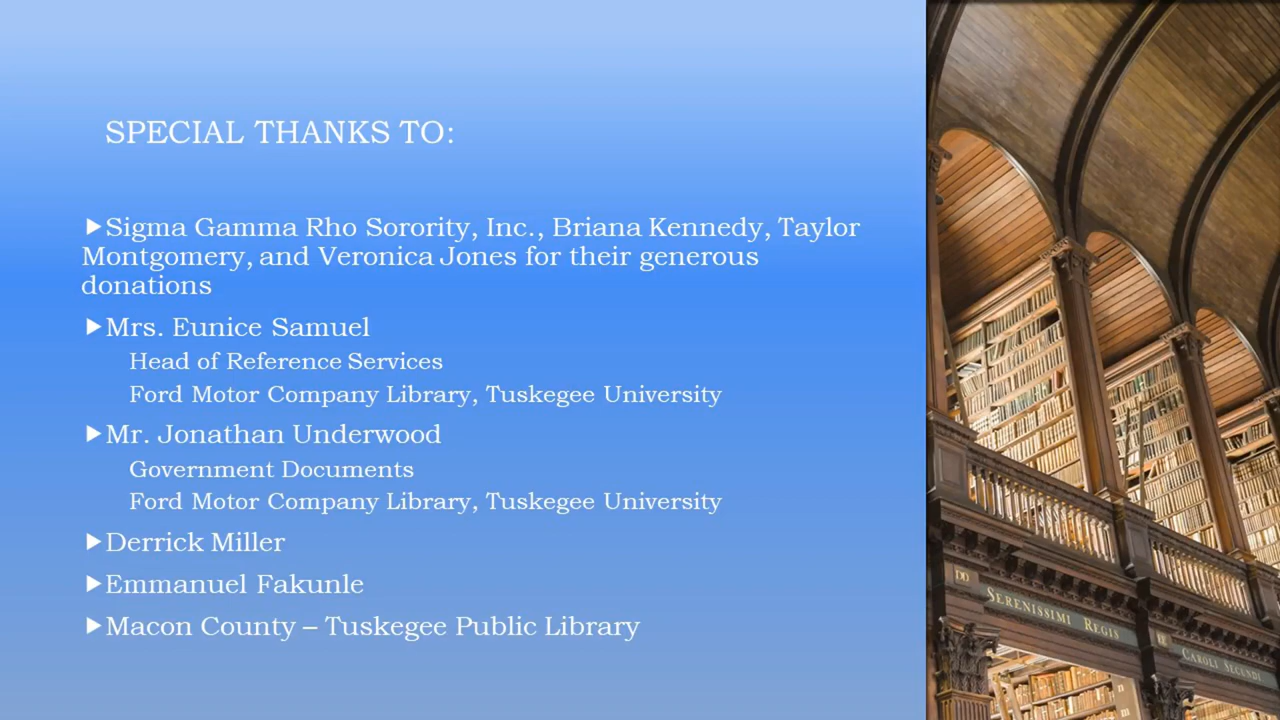 SPECIAL THANKS TO:
▶Sigma Gamma Rho Sorority, Inc., Briana Kennedy, Taylor
Montgomery, and Veronica Jones for their generous
donations
▶Mrs. Eunice Samuel
Head of Reference Services
Ford Motor Company Library, Tuskegee University
▶Mr. Jonathan Underwood
Government Documents
Ford Motor Company Library, Tuskegee University
▶Derrick Miller
▶Emmanuel Fakunle
▶Macon County – Tuskegee Public Library
DD
SERENISSIMI REGIS
EE
CAROLI SECUNDI
m